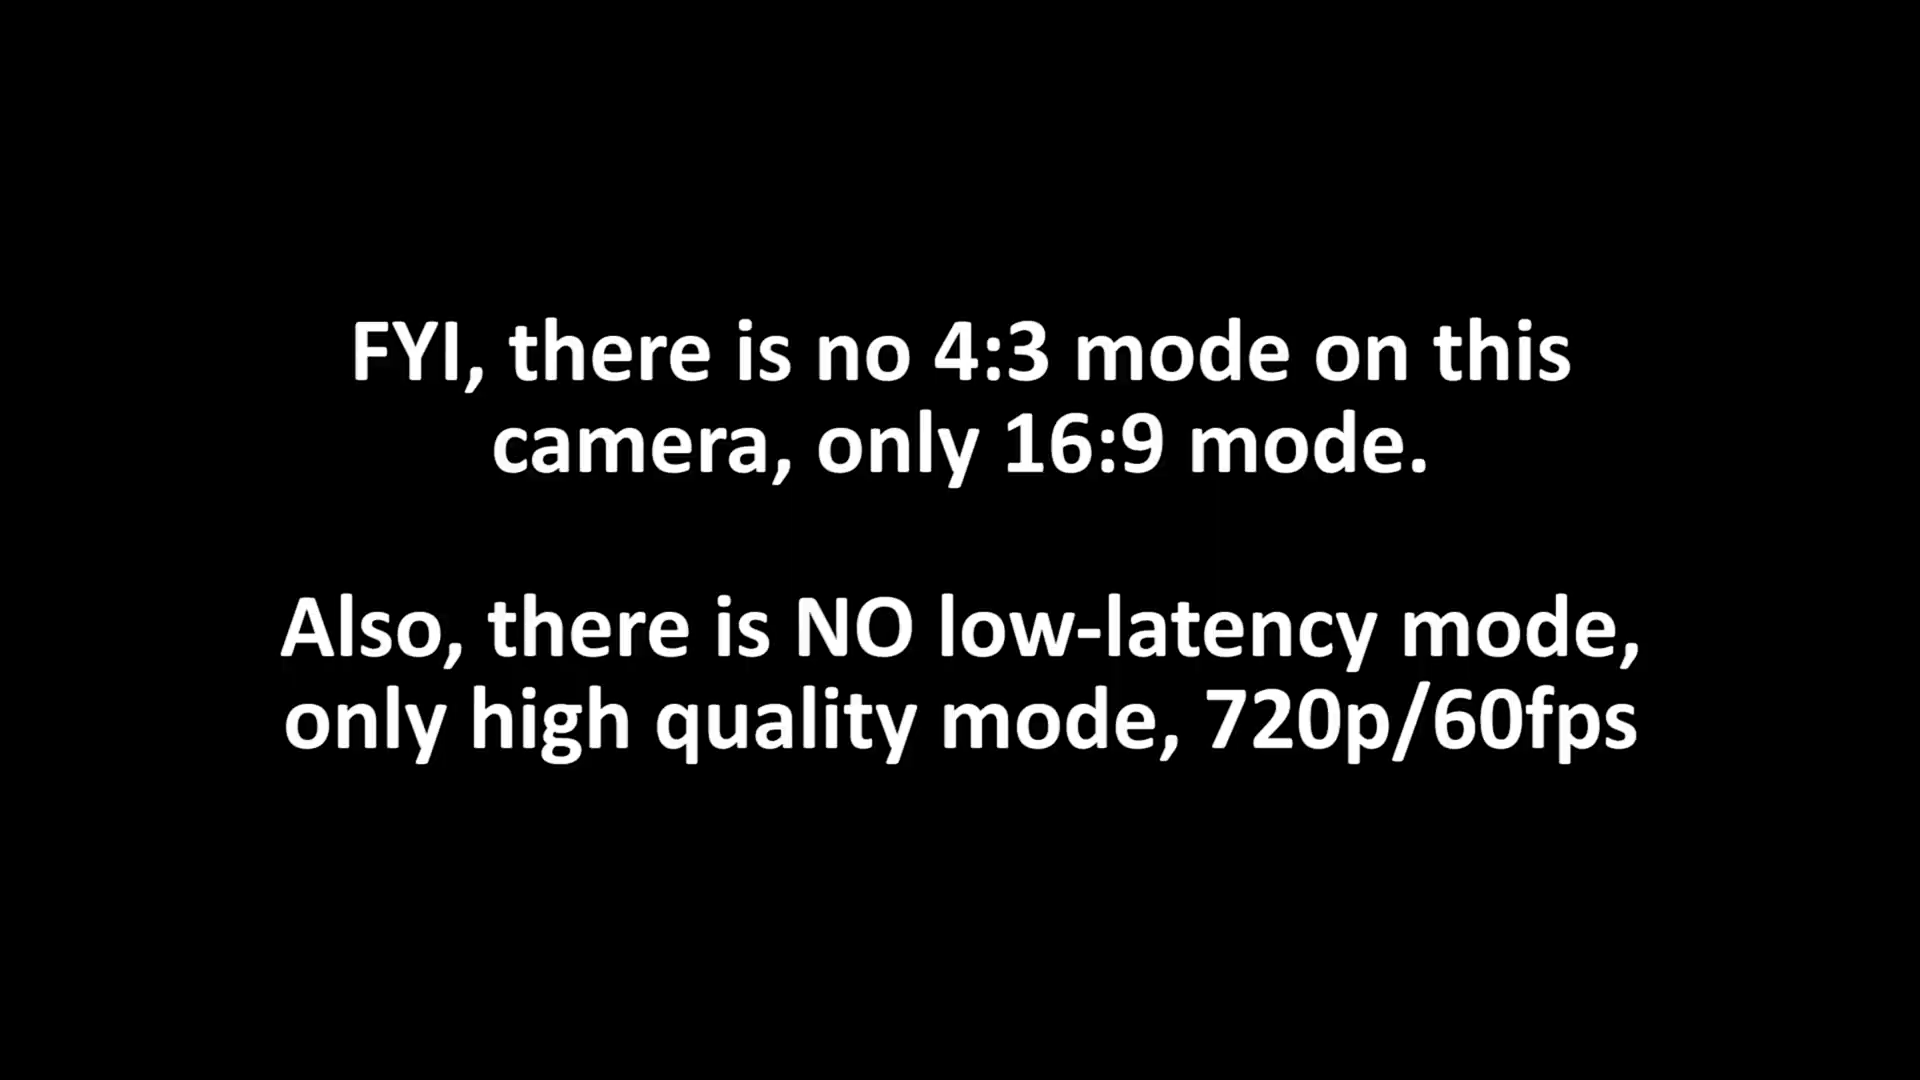 FYI, there is no 4:3 mode on this
camera, only 16:9 mode.
Also, there is NO low-latency mode,
only high quality mode, 720p/60fps